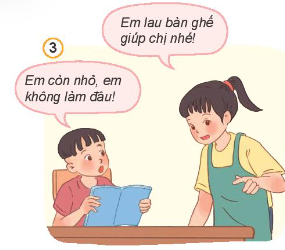 Em lau bàn ghế
giúp chị nhé!
3
Em còn nhỏ, em
không làm đâu!